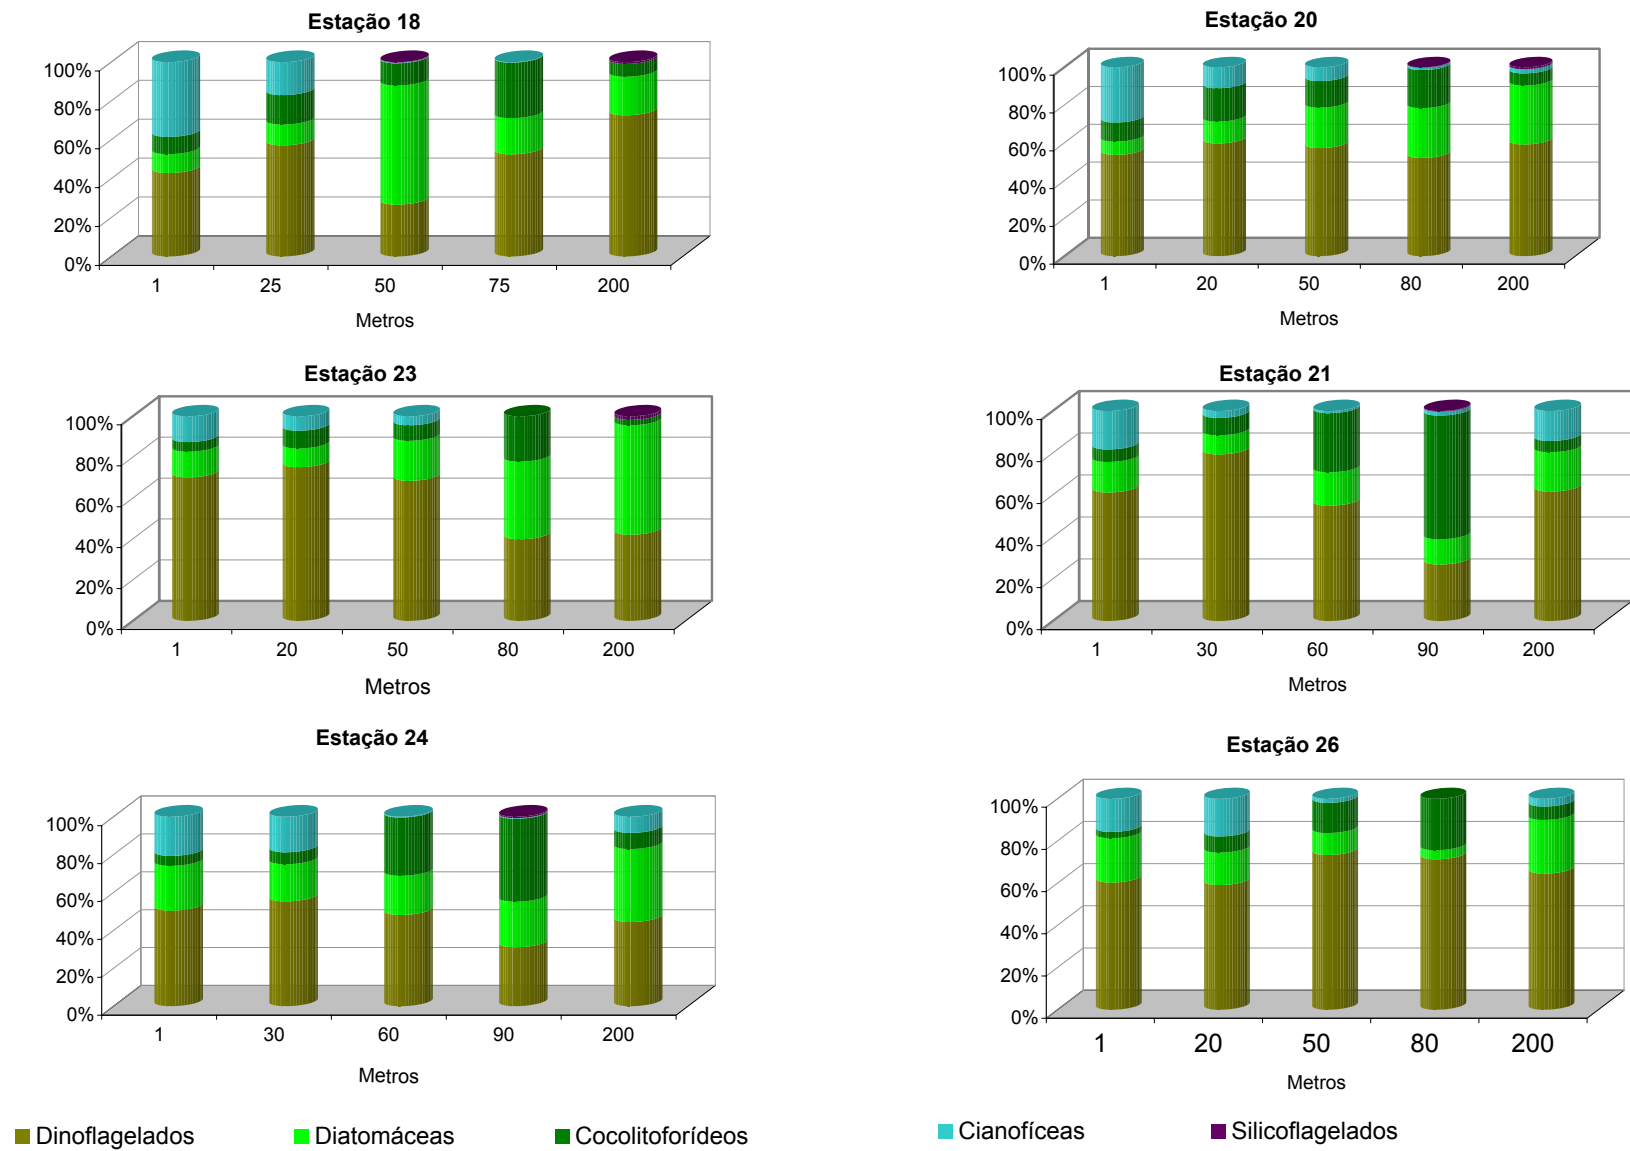 Estação 18
100%
80%
60%
40%
20%
0%
1 25 50 75 200
Metros
Estação 20
100%
80%
60%
40%
20%
0%
1 20 50 80 200
Metros
Estação 23
100%
80%
60%
40%
20%
0%
1 20 50 80 200
Metros
Estação 21
100%
80%
60%
40%
20%
0%
1 30 60 90 200
Metros
Estação 24
100%
80%
60%
40%
20%
0%
1 30 60 90 200
Metros
Estação 26
100%
80%
60%
40%
20%
0%
1 20 50 80 200
Metros
Dinoflagelados Diatomáceas Cocolitoforídeos Cianofíceas Silicoflagelados